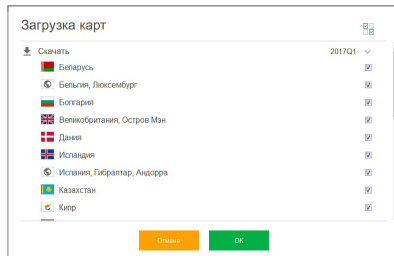 Загрузка карт
Скачать 2017Q1
Беларусь
Бельгия, Люксембург
Болгария
Великобритания, Остров Мэн
Дания
Исландия
Испания, Гибралтар, Андорра
Казахстан
Кипр
Отмена OK